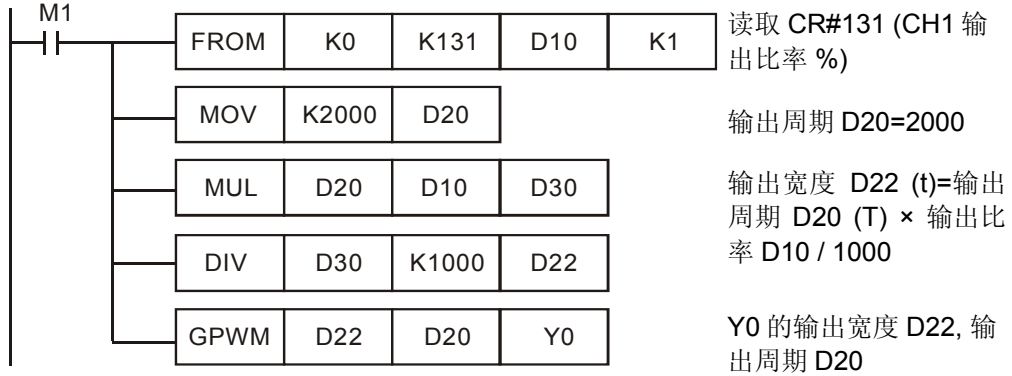 M1
FROM K0 K131 D10 K1
读取 CR#131 (CH1 输
出比率 %)
MOV K2000 D20
输出周期 D20=2000
MUL D20 D10 D30
输出宽度 D22 (t)=输出
周期 D20 (T) × 输出比
率 D10 / 1000
DIV D30 K1000 D22
GPWM D22 D20 Y0
Y0 的输出宽度 D22, 输
出周期 D20